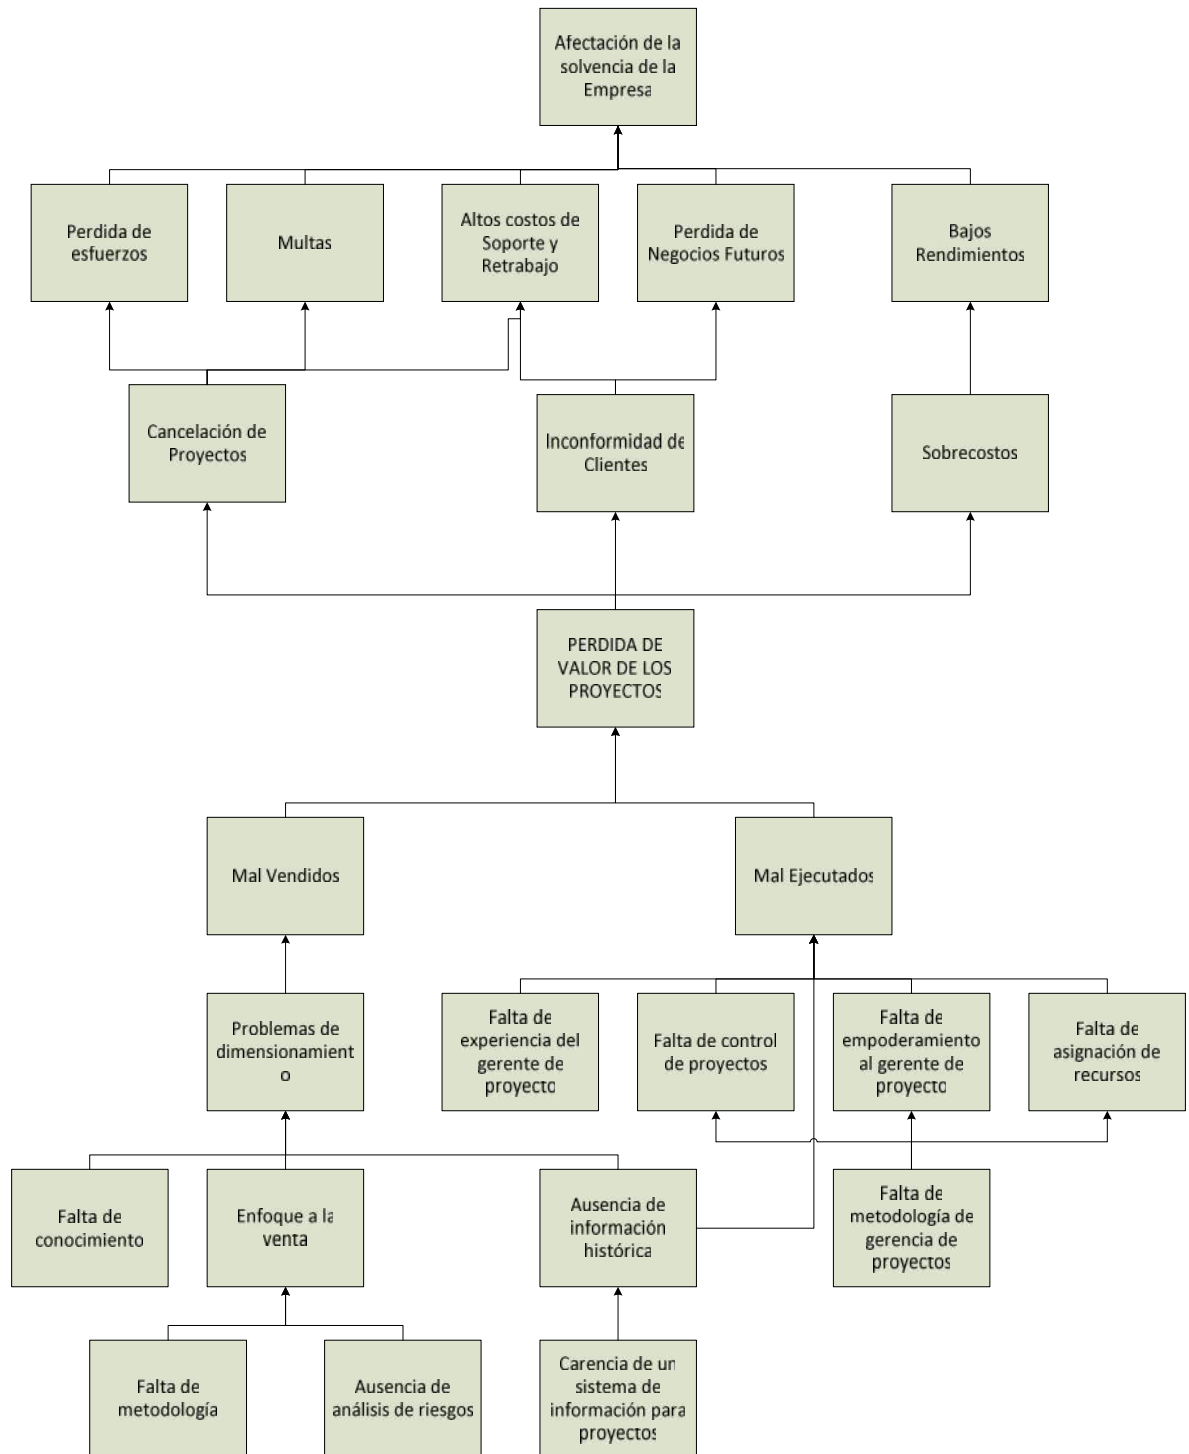 Afectación de la
solvencia de la
Empresa
Perdida de
esfuerzos
Multas
Altos costos de
Soporte y
Retrabajo
Perdida de
Negocios Futuros
Bajos
Rendimientos
Cancelación de
Proyectos
Inconformidad de
Clientes
Sobrecostos
PERDIDA DE
VALOR DE LOS
PROYECTOS
Mal Vendidos
Mal Ejecutados
Problemas de
dimensionamient
o
Falta de
experiencia del
gerente de
proyecto
Falta de control
de proyectos
Falta de
empoderamiento
al gerente de
proyecto
Falta de
asignación de
recursos
Falta de
conocimiento
Enfoque a la
venta
Ausencia de
información
histórica
Falta de
metodología de
gerencia de
proyectos
Falta de
metodología
Ausencia de
análisis de riesgos
Carencia de un
sistema de
información para
proyectos